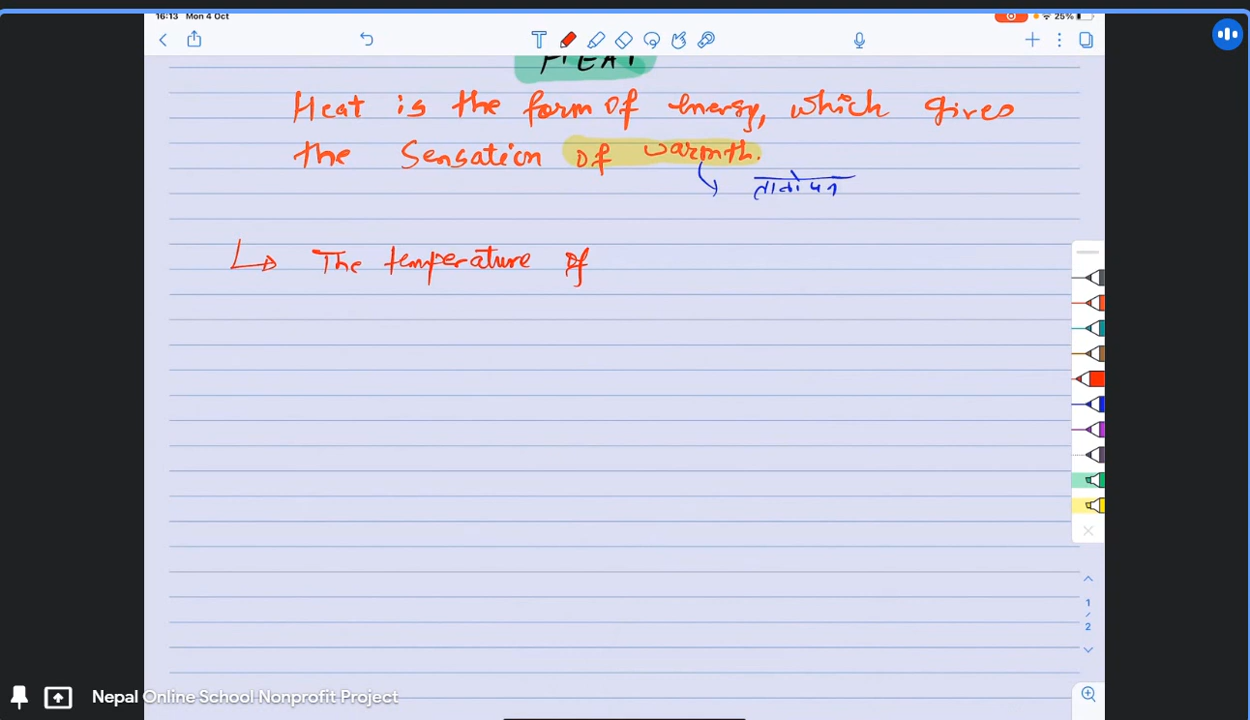 16:13 Mon 4 Oct
25%
HEAT
Heat is the form of energy, which gives
the Sensation of warmth.
The temperature of
1
/
2
Nepal Online School Nonprofit Project